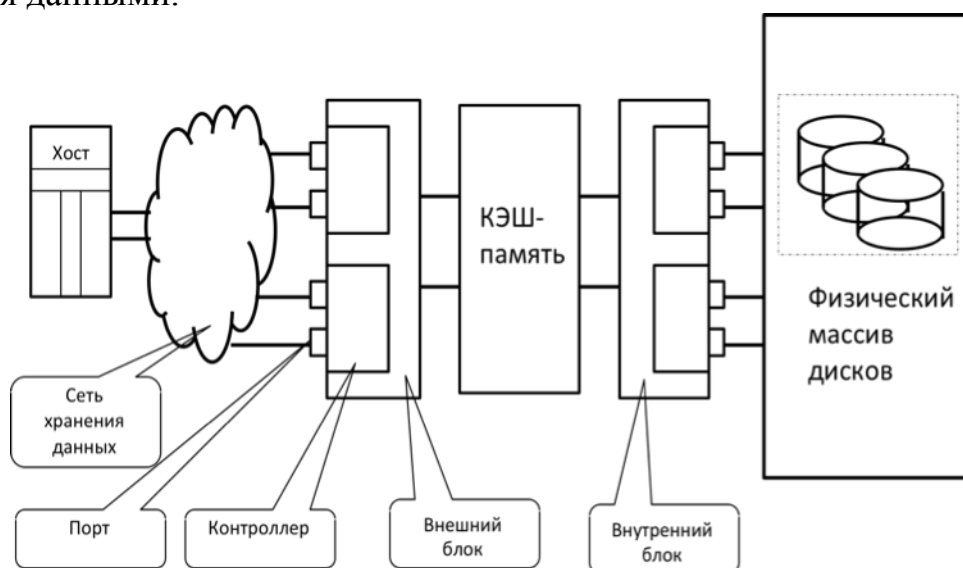 я данными.
Хост
КЭШ-
память
Физический
массив
дисков
Сеть
хранения
данных
Порт
Контроллер
Внешний
блок
Внутренний
блок